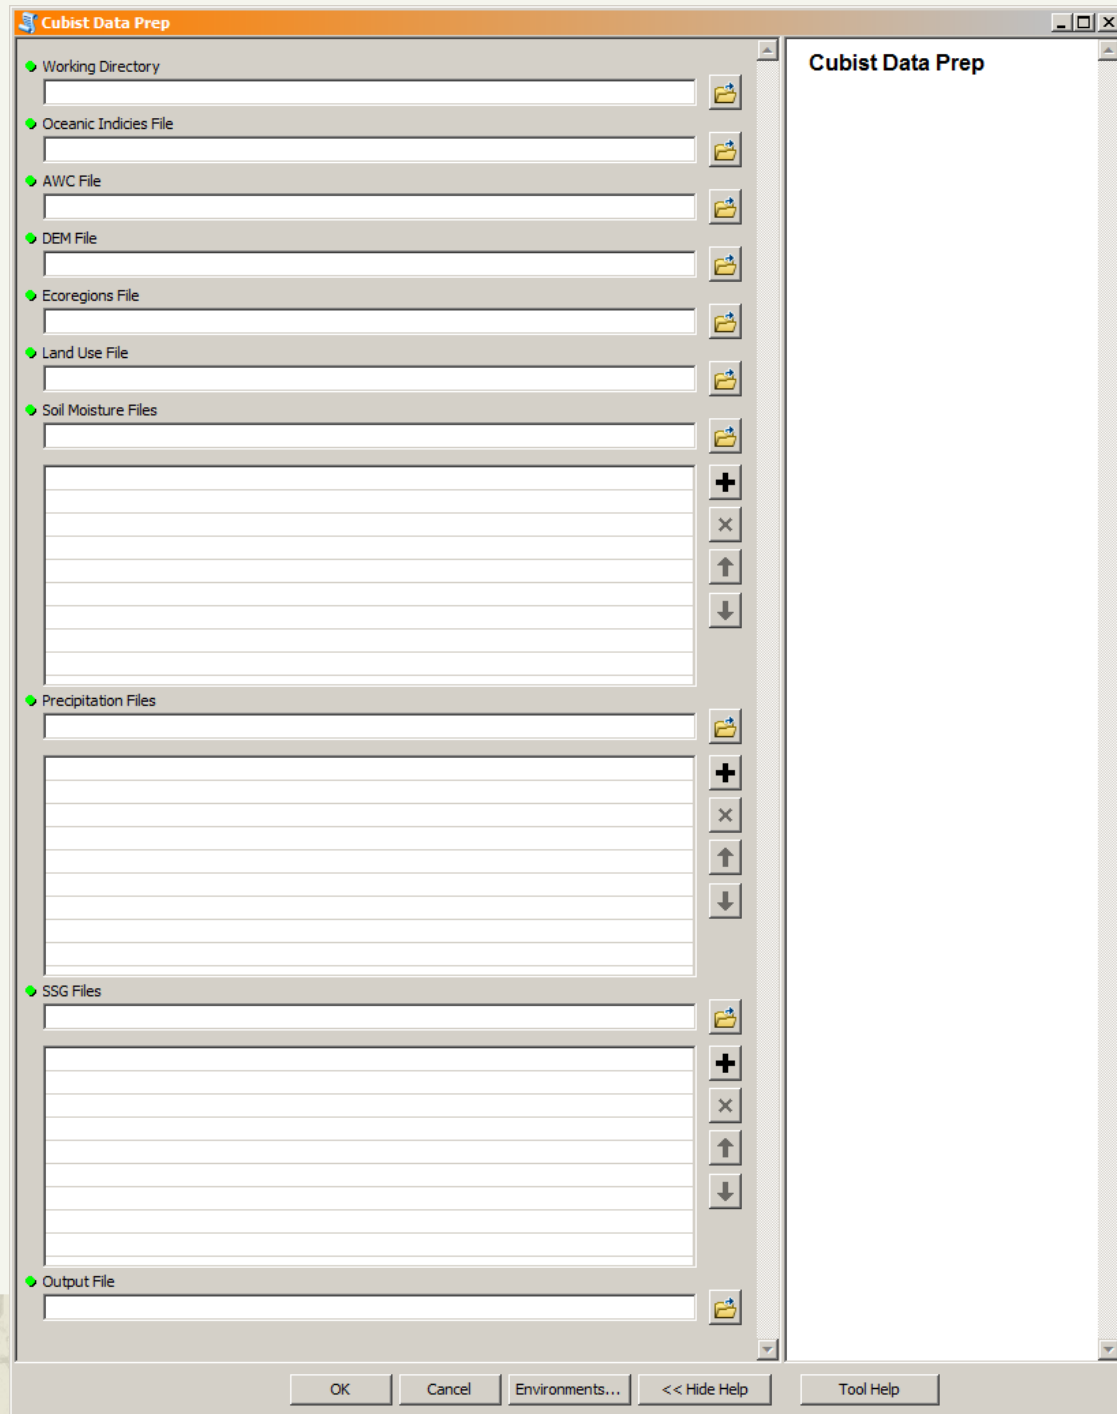 Cubist Data Prep
Working Directory
Oceanic Indicies File
AWC File
DEM File
Ecoregions File
Land Use File
Soil Moisture Files
Precipitation Files
SSG Files
Output File
Cubist Data Prep
OK Cancel Environments... << Hide Help Tool Help